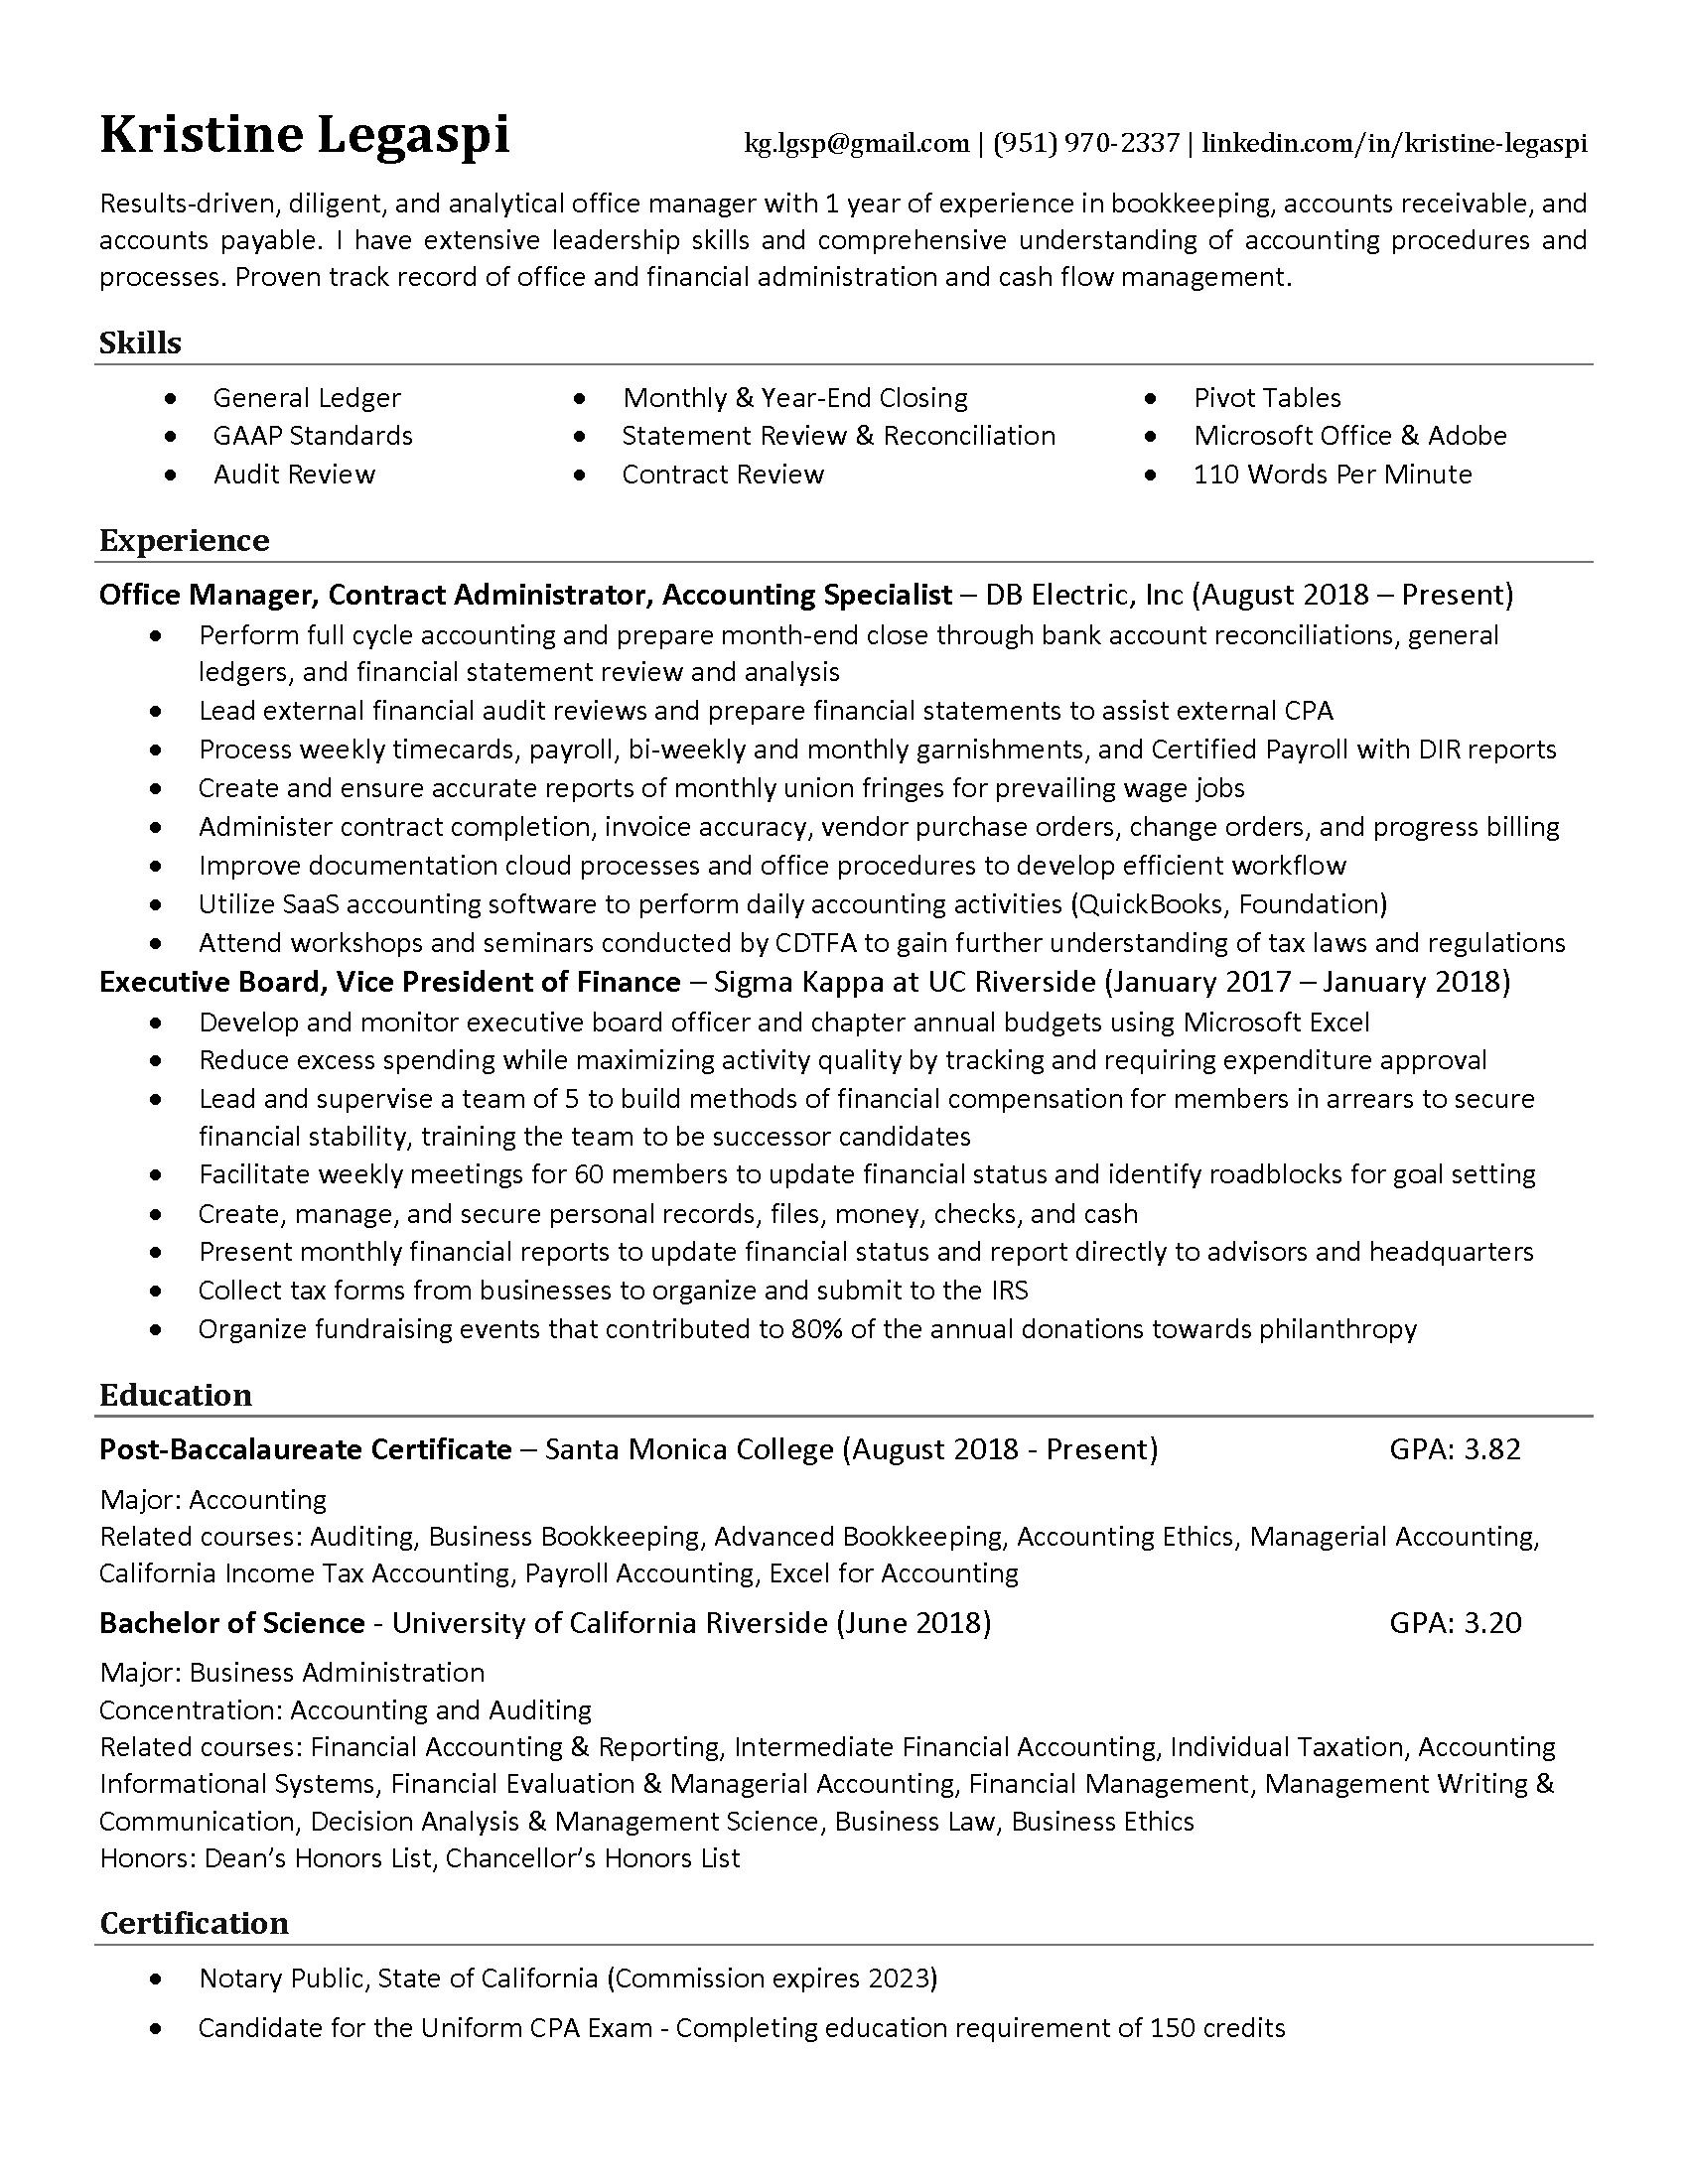 Kristine Legaspi kg.lgsp@gmail.com | (951) 970-2337 | linkedin.com/in/kristine-legaspi
Results-driven, diligent, and analytical office manager with 1 year of experience in bookkeeping, accounts receivable, and
accounts payable. I have extensive leadership skills and comprehensive understanding of accounting procedures and
processes. Proven track record of office and financial administration and cash flow management.
Skills
• General Ledger • Monthly & Year-End Closing • Pivot Tables
• GAAP Standards • Statement Review & Reconciliation • Microsoft Office & Adobe
• Audit Review • Contract Review • 110 Words Per Minute
Experience
Office Manager, Contract Administrator, Accounting Specialist – DB Electric, Inc (August 2018 – Present)
• Perform full cycle accounting and prepare month-end close through bank account reconciliations, general
ledgers, and financial statement review and analysis
• Lead external financial audit reviews and prepare financial statements to assist external CPA
• Process weekly timecards, payroll, bi-weekly and monthly garnishments, and Certified Payroll with DIR reports
• Create and ensure accurate reports of monthly union fringes for prevailing wage jobs
• Administer contract completion, invoice accuracy, vendor purchase orders, change orders, and progress billing
• Improve documentation cloud processes and office procedures to develop efficient workflow
• Utilize SaaS accounting software to perform daily accounting activities (QuickBooks, Foundation)
• Attend workshops and seminars conducted by CDTFA to gain further understanding of tax laws and regulations
Executive Board, Vice President of Finance – Sigma Kappa at UC Riverside (January 2017 – January 2018)
• Develop and monitor executive board officer and chapter annual budgets using Microsoft Excel
• Reduce excess spending while maximizing activity quality by tracking and requiring expenditure approval
• Lead and supervise a team of 5 to build methods of financial compensation for members in arrears to secure
financial stability, training the team to be successor candidates
• Facilitate weekly meetings for 60 members to update financial status and identify roadblocks for goal setting
• Create, manage, and secure personal records, files, money, checks, and cash
• Present monthly financial reports to update financial status and report directly to advisors and headquarters
• Collect tax forms from businesses to organize and submit to the IRS
• Organize fundraising events that contributed to 80% of the annual donations towards philanthropy
Education
Post-Baccalaureate Certificate – Santa Monica College (August 2018 - Present) GPA: 3.82
Major: Accounting
Related courses: Auditing, Business Bookkeeping, Advanced Bookkeeping, Accounting Ethics, Managerial Accounting,
California Income Tax Accounting, Payroll Accounting, Excel for Accounting
Bachelor of Science - University of California Riverside (June 2018) GPA: 3.20
Major: Business Administration
Concentration: Accounting and Auditing
Related courses: Financial Accounting & Reporting, Intermediate Financial Accounting, Individual Taxation, Accounting
Informational Systems, Financial Evaluation & Managerial Accounting, Financial Management, Management Writing &
Communication, Decision Analysis & Management Science, Business Law, Business Ethics
Honors: Dean’s Honors List, Chancellor’s Honors List
Certification
• Notary Public, State of California (Commission expires 2023)
• Candidate for the Uniform CPA Exam - Completing education requirement of 150 credits